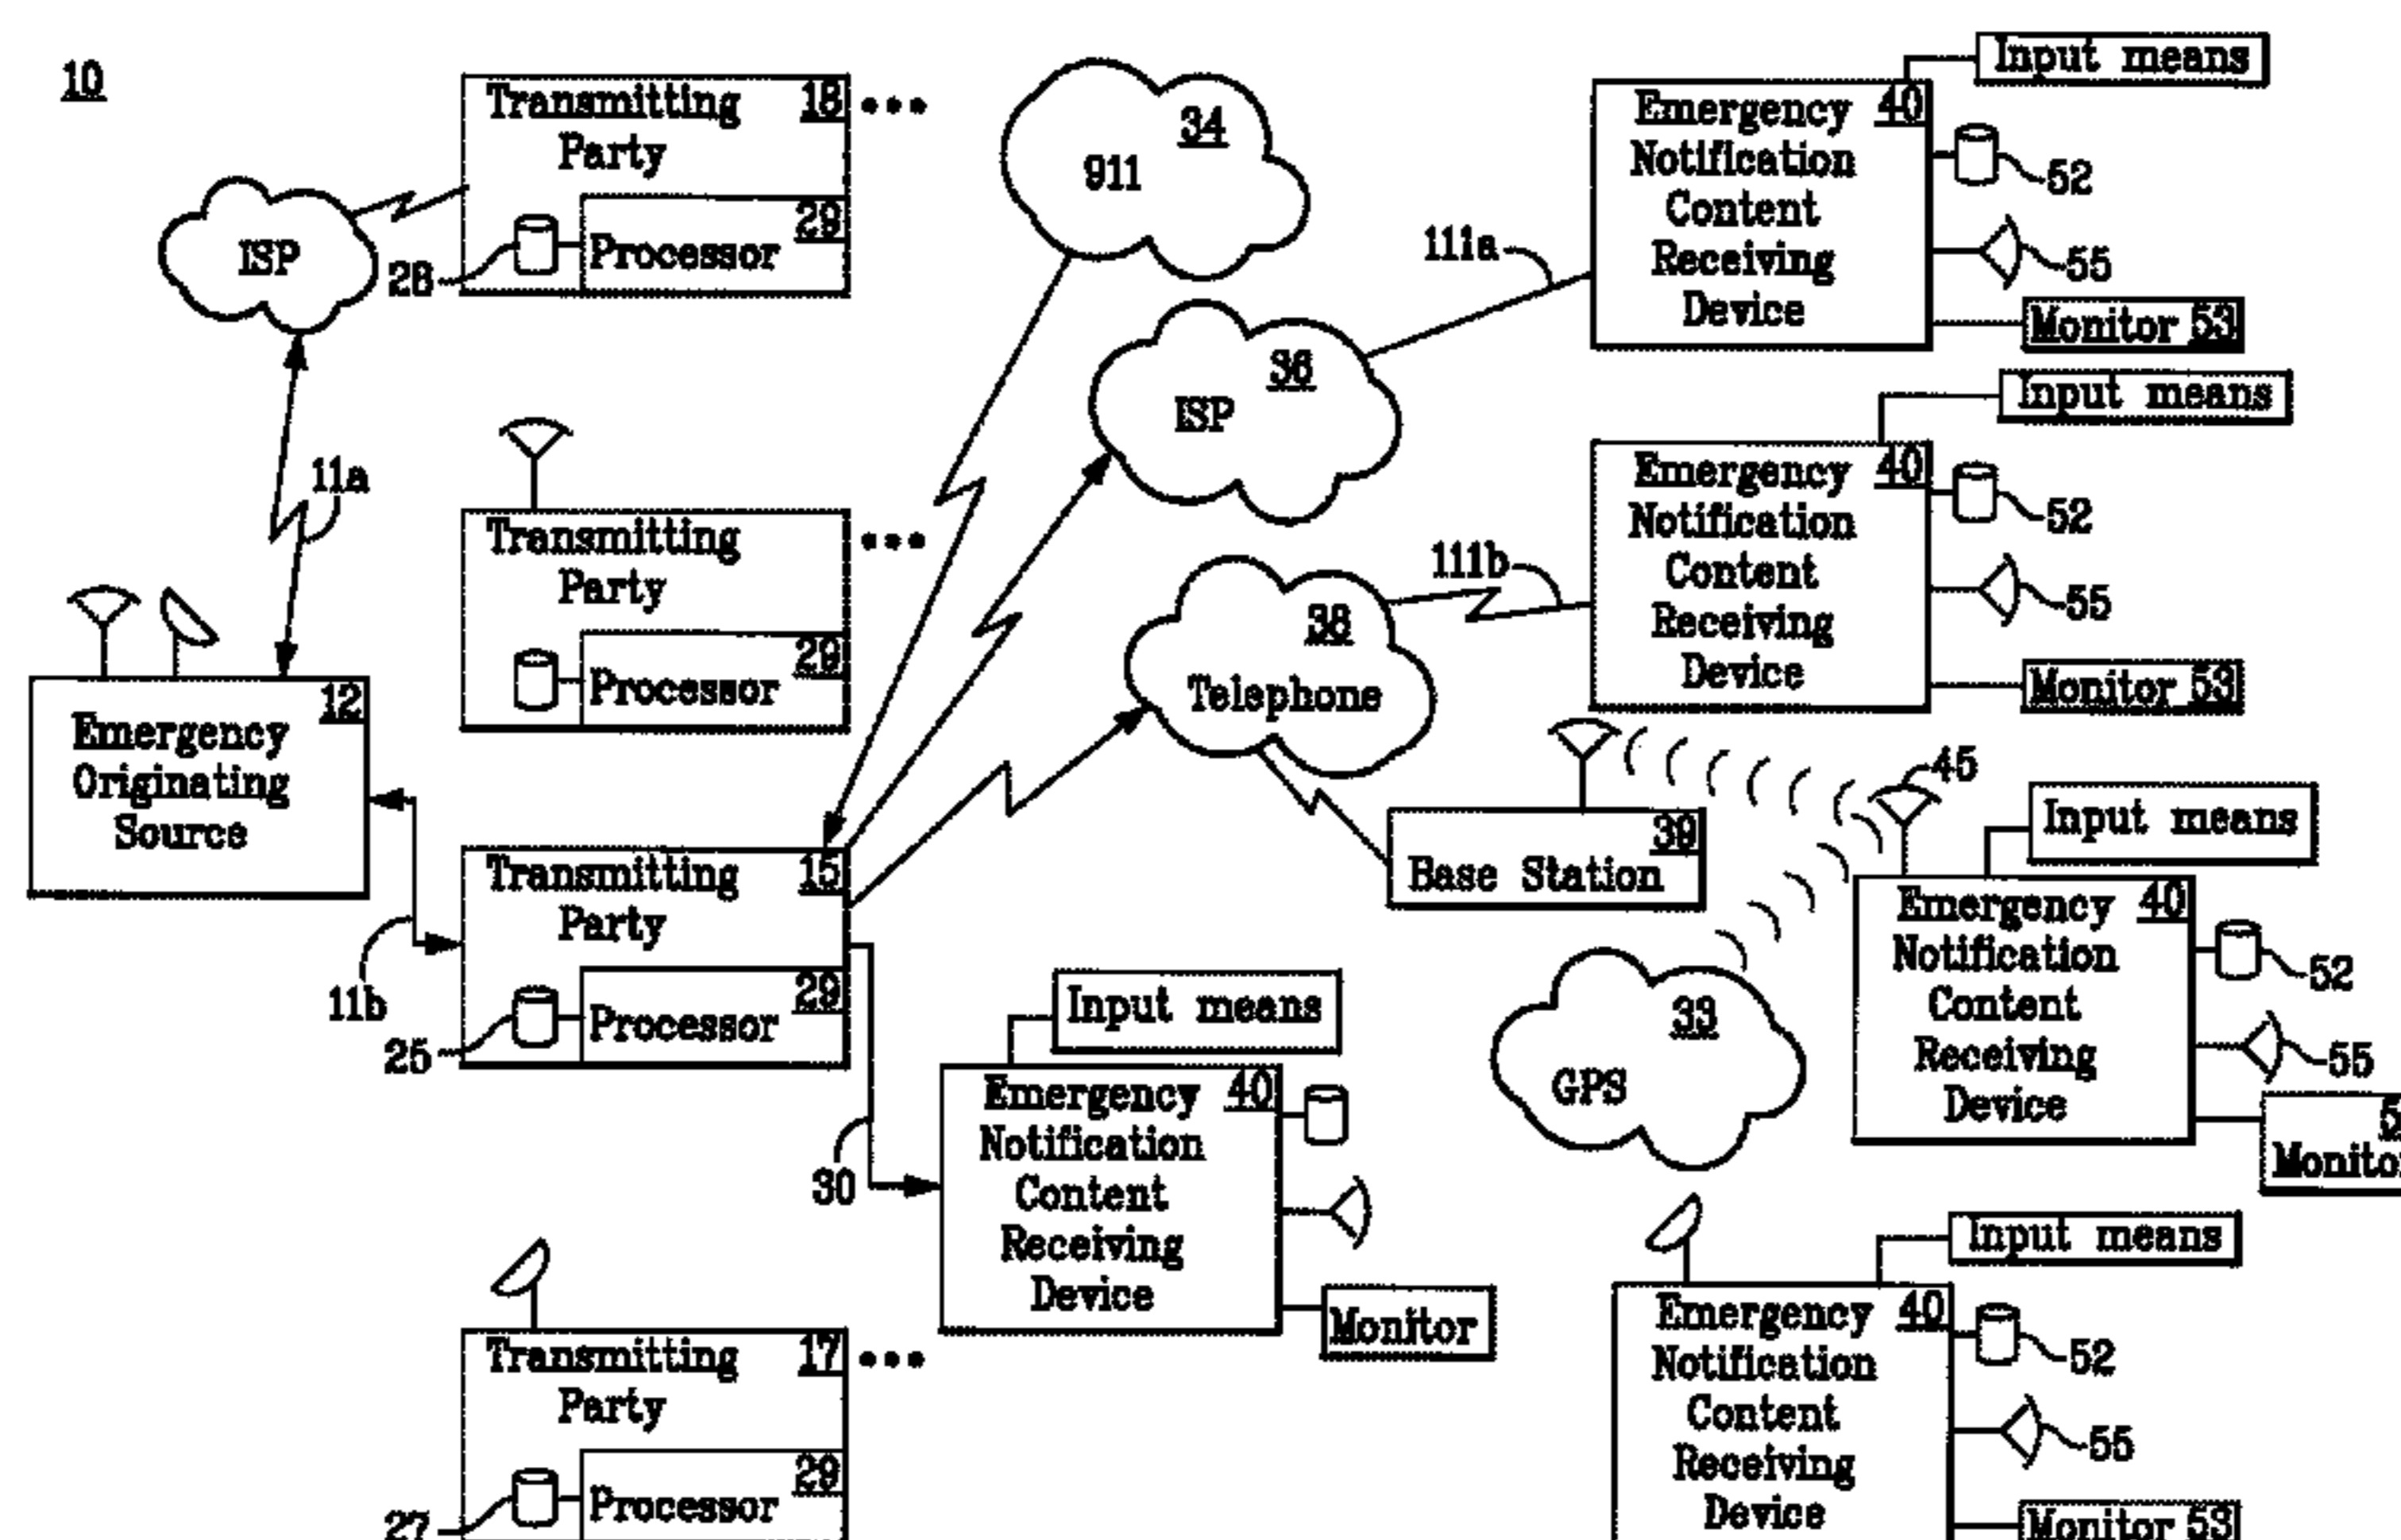 10
Transmitting 18
Party
Processor 29
28
ISP
11a
Transmitting
Party
Processor 29
12
Emergency
Originating
Source
11b
Transmitting 15
Party
Processor 29
25
30
Transmitting 17
Party
Processor 29
27
34
911
36
ISP
111a
38
Telephone
111b
39
Base Station
33
GPS
45
Input means
Emergency 40
Notification
Content
Receiving
Device
52
55
Monitor 53
Input means
Emergency 40
Notification
Content
Receiving
Device
52
55
Monitor 53
Input means
Emergency 40
Notification
Content
Receiving
Device
52
55
Input means
Emergency 40
Notification
Content
Receiving
Device
Monitor
Input means
Emergency 40
Notification
Content
Receiving
Device
52
55
Monitor 53